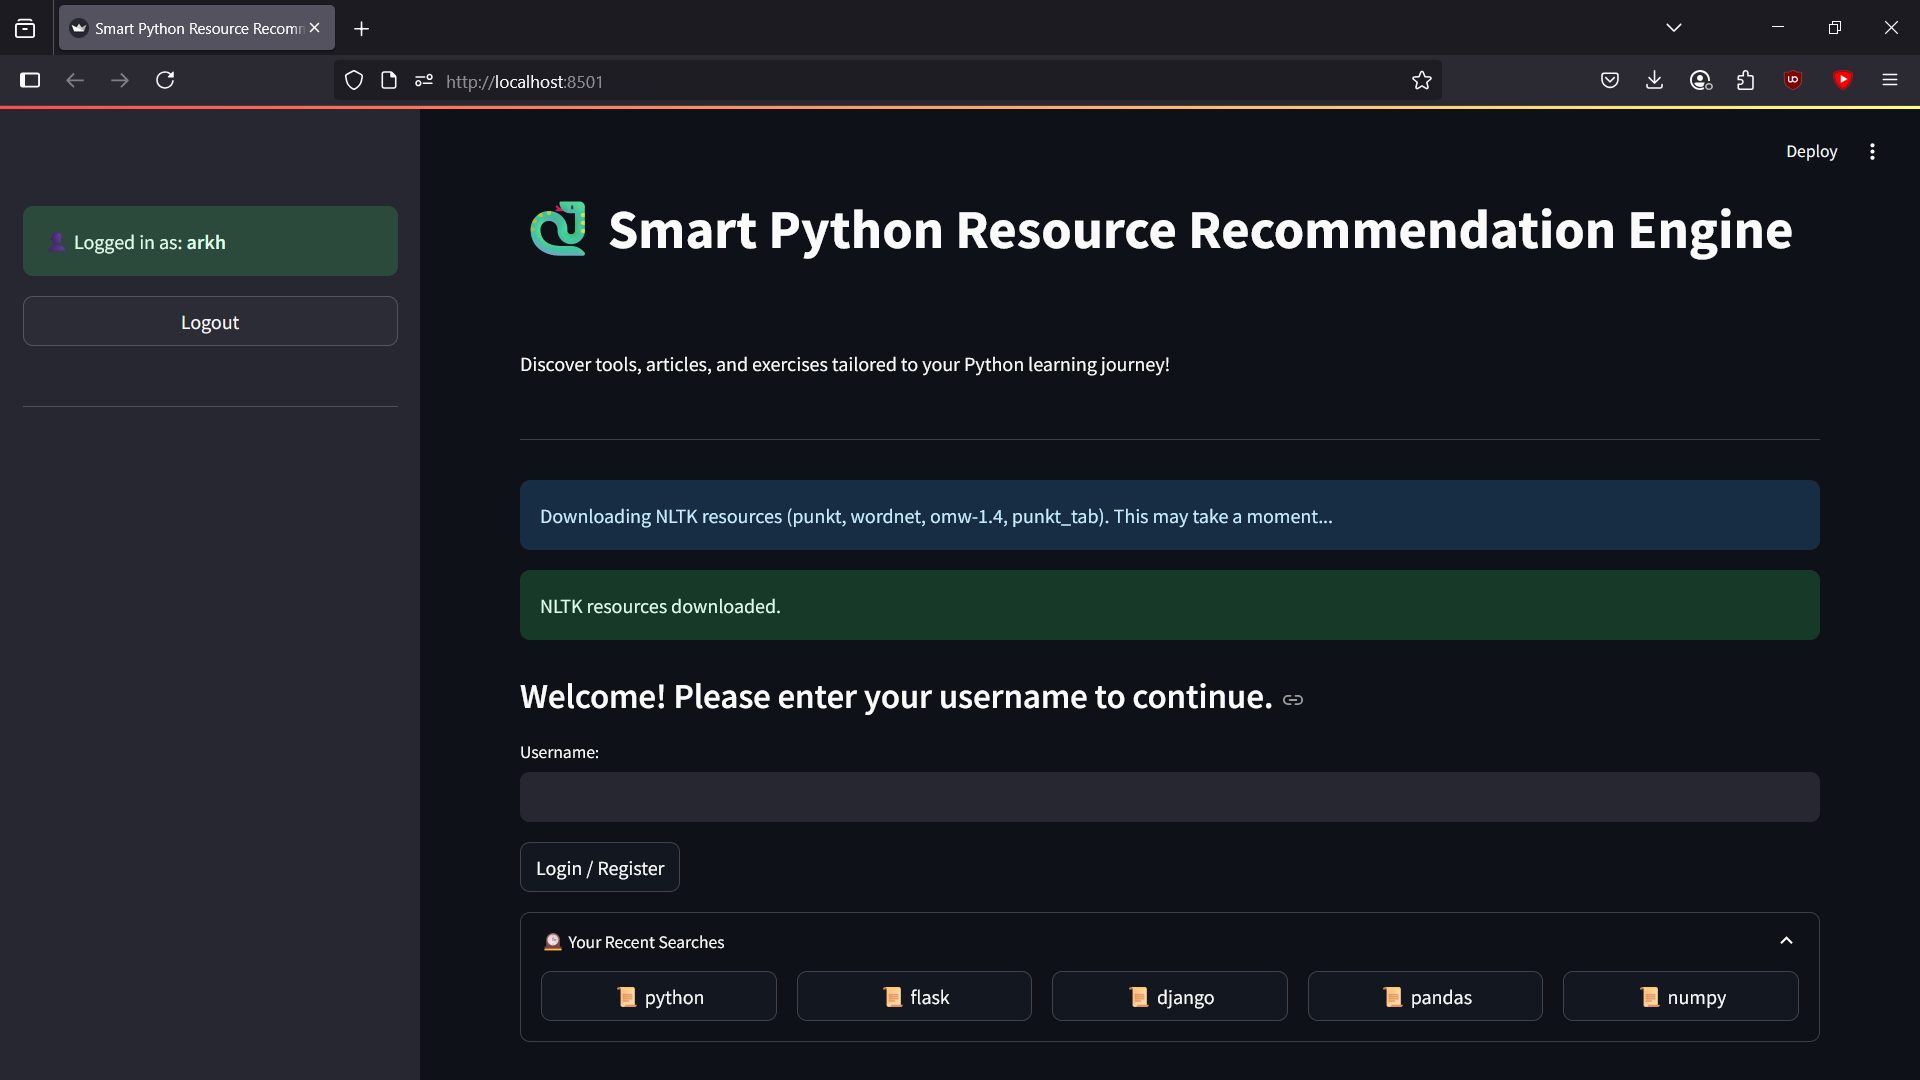 Smart Python Resource Recomm
http://localhost:8501
Deploy
Logged in as: arkh
Logout
Smart Python Resource Recommendation Engine
Discover tools, articles, and exercises tailored to your Python learning journey!
Downloading NLTK resources (punkt, wordnet, omw-1.4, punkt_tab). This may take a moment...
NLTK resources downloaded.
Welcome! Please enter your username to continue.
Username:
Login / Register
Your Recent Searches
python
flask
django
pandas
numpy